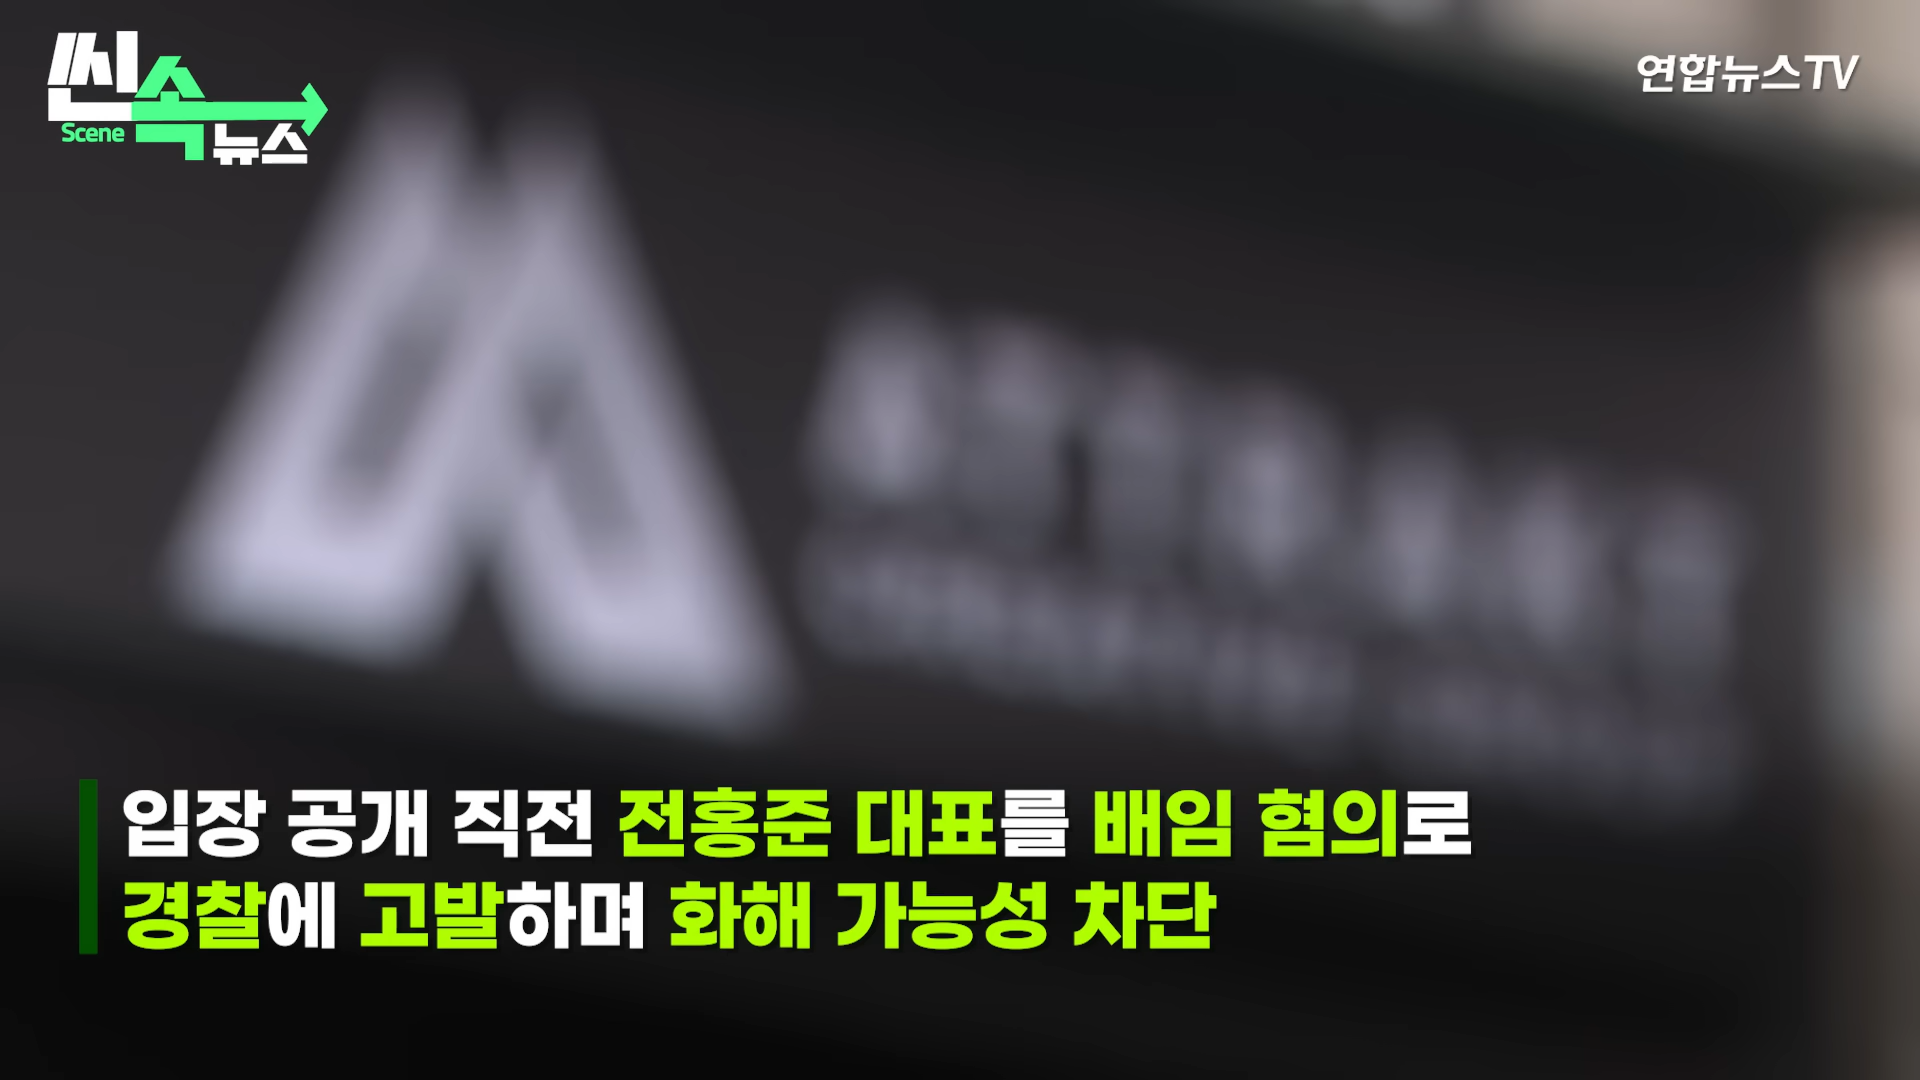 씬속뉴스
Scene
연합뉴스TV
입장 공개 직전 전홍준 대표를 배임 혐의로
경찰에 고발하며 화해 가능성 차단